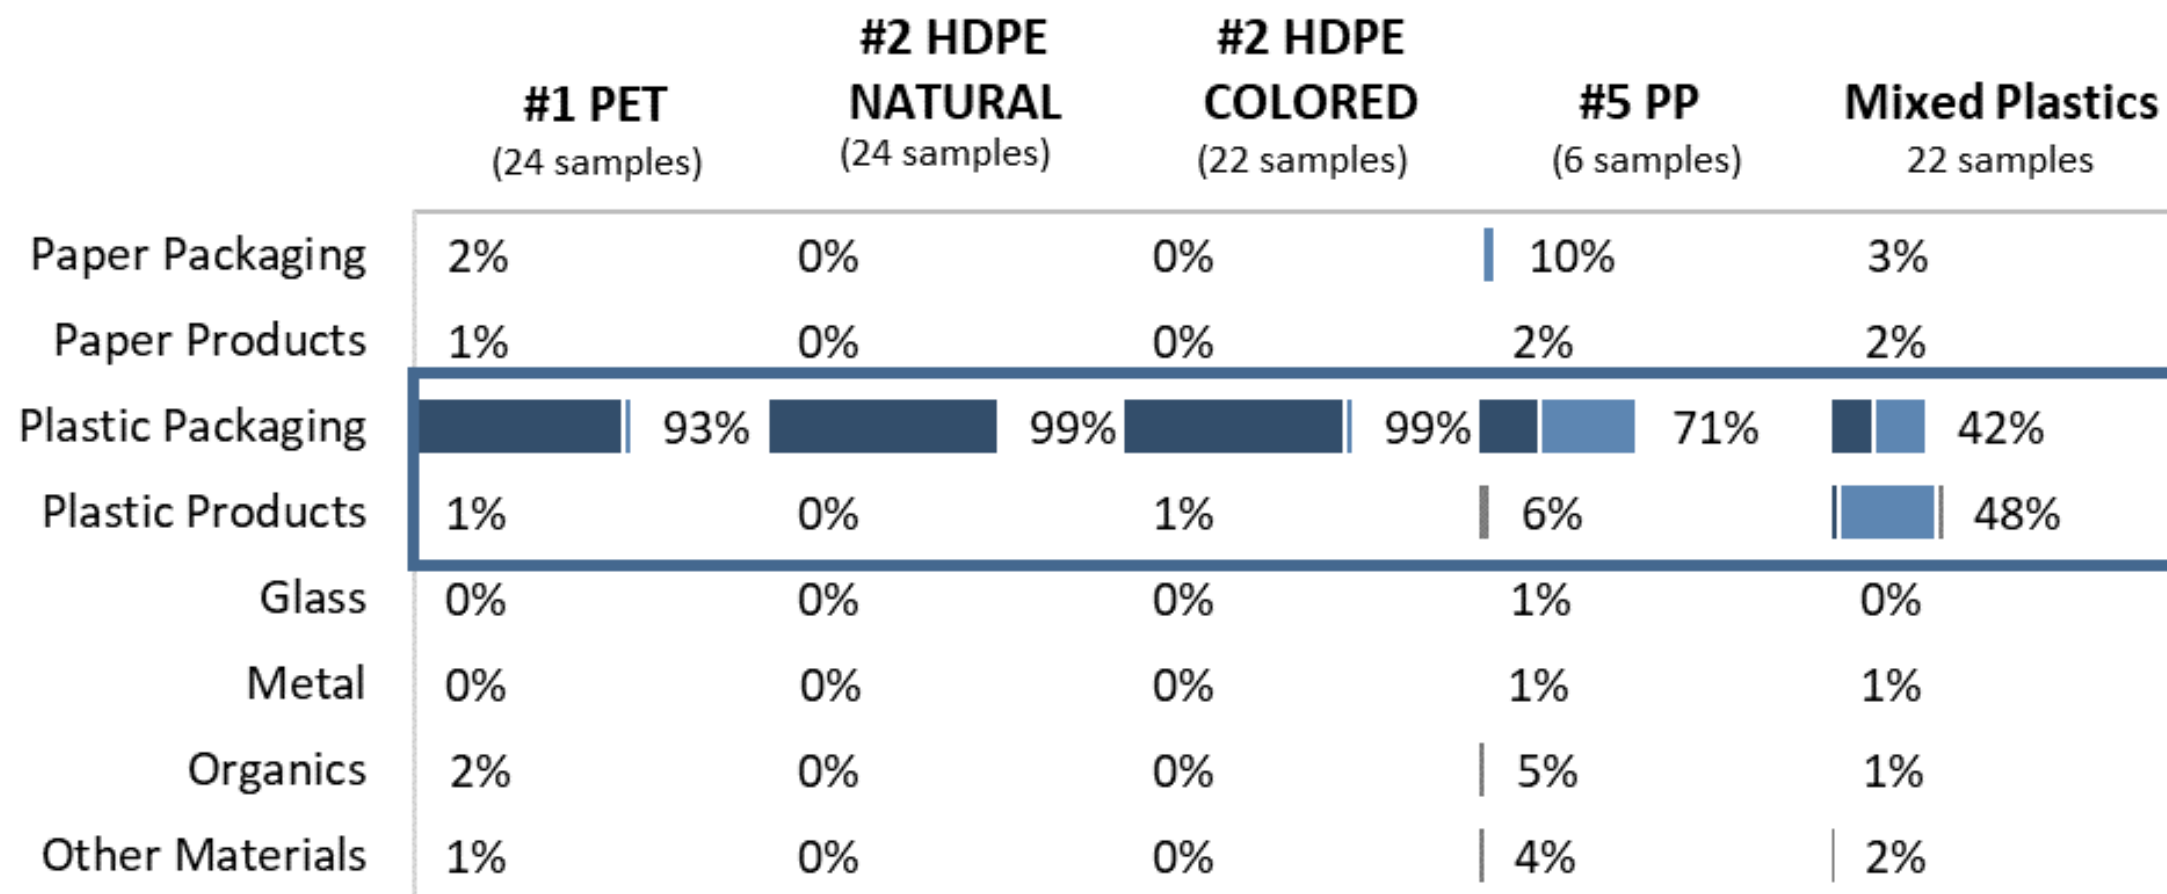 #1 PET
(24 samples)
#2 HDPE
NATURAL
(24 samples)
#2 HDPE
COLORED
(22 samples)
#5 PP
(6 samples)
Mixed Plastics
22 samples
Paper Packaging 2% 0% 0% 10% 3%
Paper Products 1% 0% 0% 2% 2%
Plastic Packaging 93% 99% 99% 71% 42%
Plastic Products 1% 0% 1% 6% 48%
Glass 0% 0% 0% 1% 0%
Metal 0% 0% 0% 1% 1%
Organics 2% 0% 0% 5% 1%
Other Materials 1% 0% 0% 4% 2%